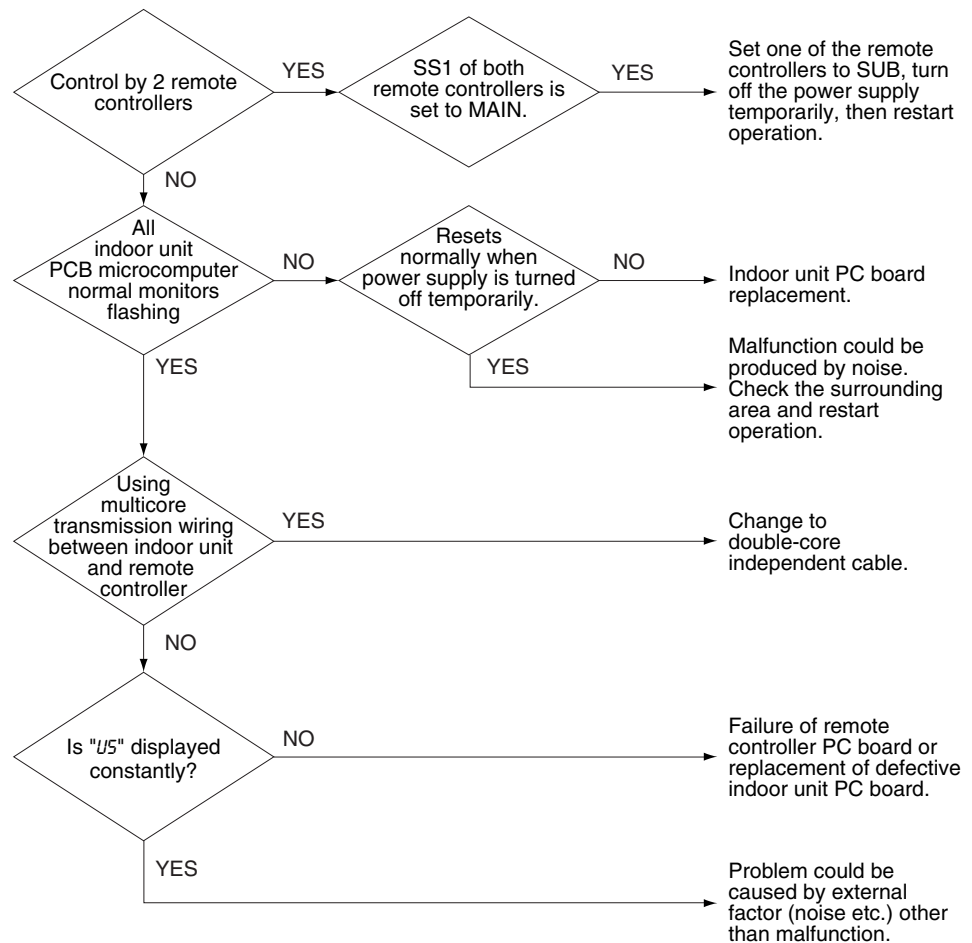 Control by 2 remote
controllers
YES
SS1 of both
remote controllers is
set to MAIN.
YES
Set one of the remote
controllers to SUB, turn
off the power supply
temporarily, then restart
operation.
NO
All
indoor unit
PCB microcomputer
normal monitors
flashing
NO
Resets
normally when
power supply is turned
off temporarily.
NO
Indoor unit PC board
replacement.
YES
YES
Malfunction could be
produced by noise.
Check the surrounding
area and restart
operation.
Using
multicore
transmission wiring
between indoor unit
and remote
controller
YES
Change to
double-core
independent cable.
NO
Is "U5" displayed
constantly?
NO
Failure of remote
controller PC board or
replacement of defective
indoor unit PC board.
YES
Problem could be
caused by external
factor (noise etc.) other
than malfunction.